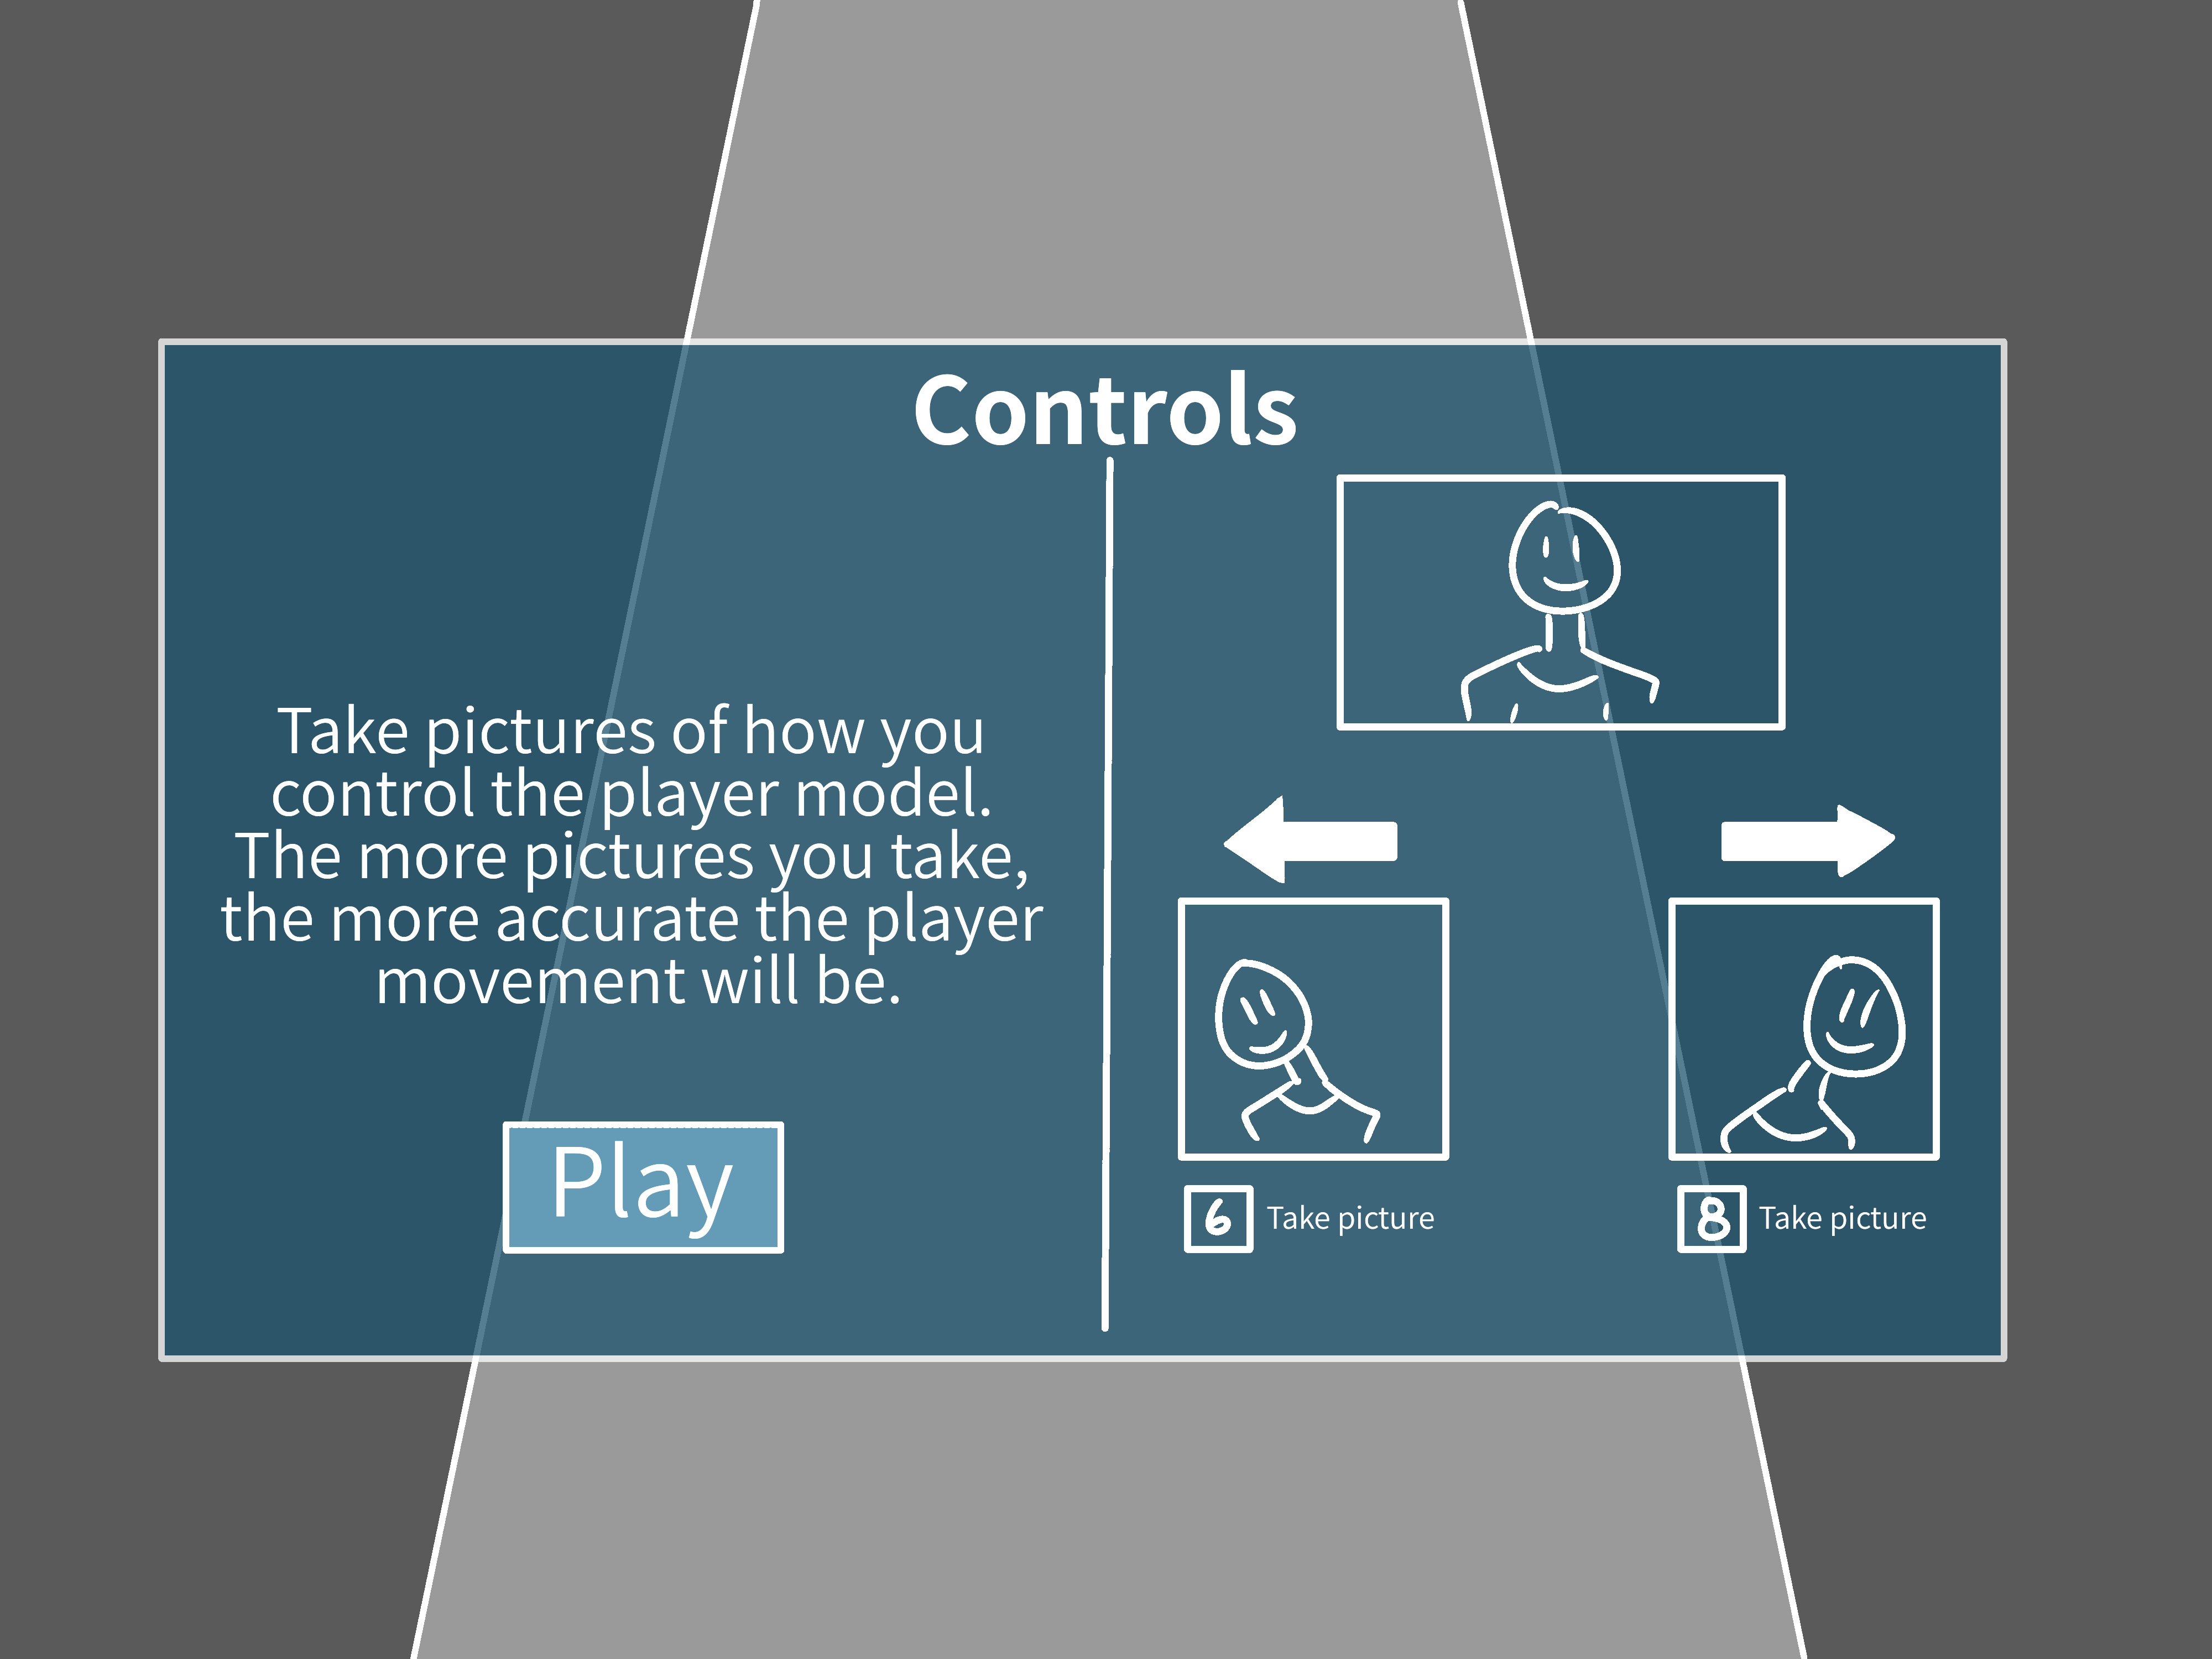 Controls
Take pictures of how you
control the player model.
The more pictures you take,
the more accurate the player
movement will be.
Play
6 Take picture
8 Take picture